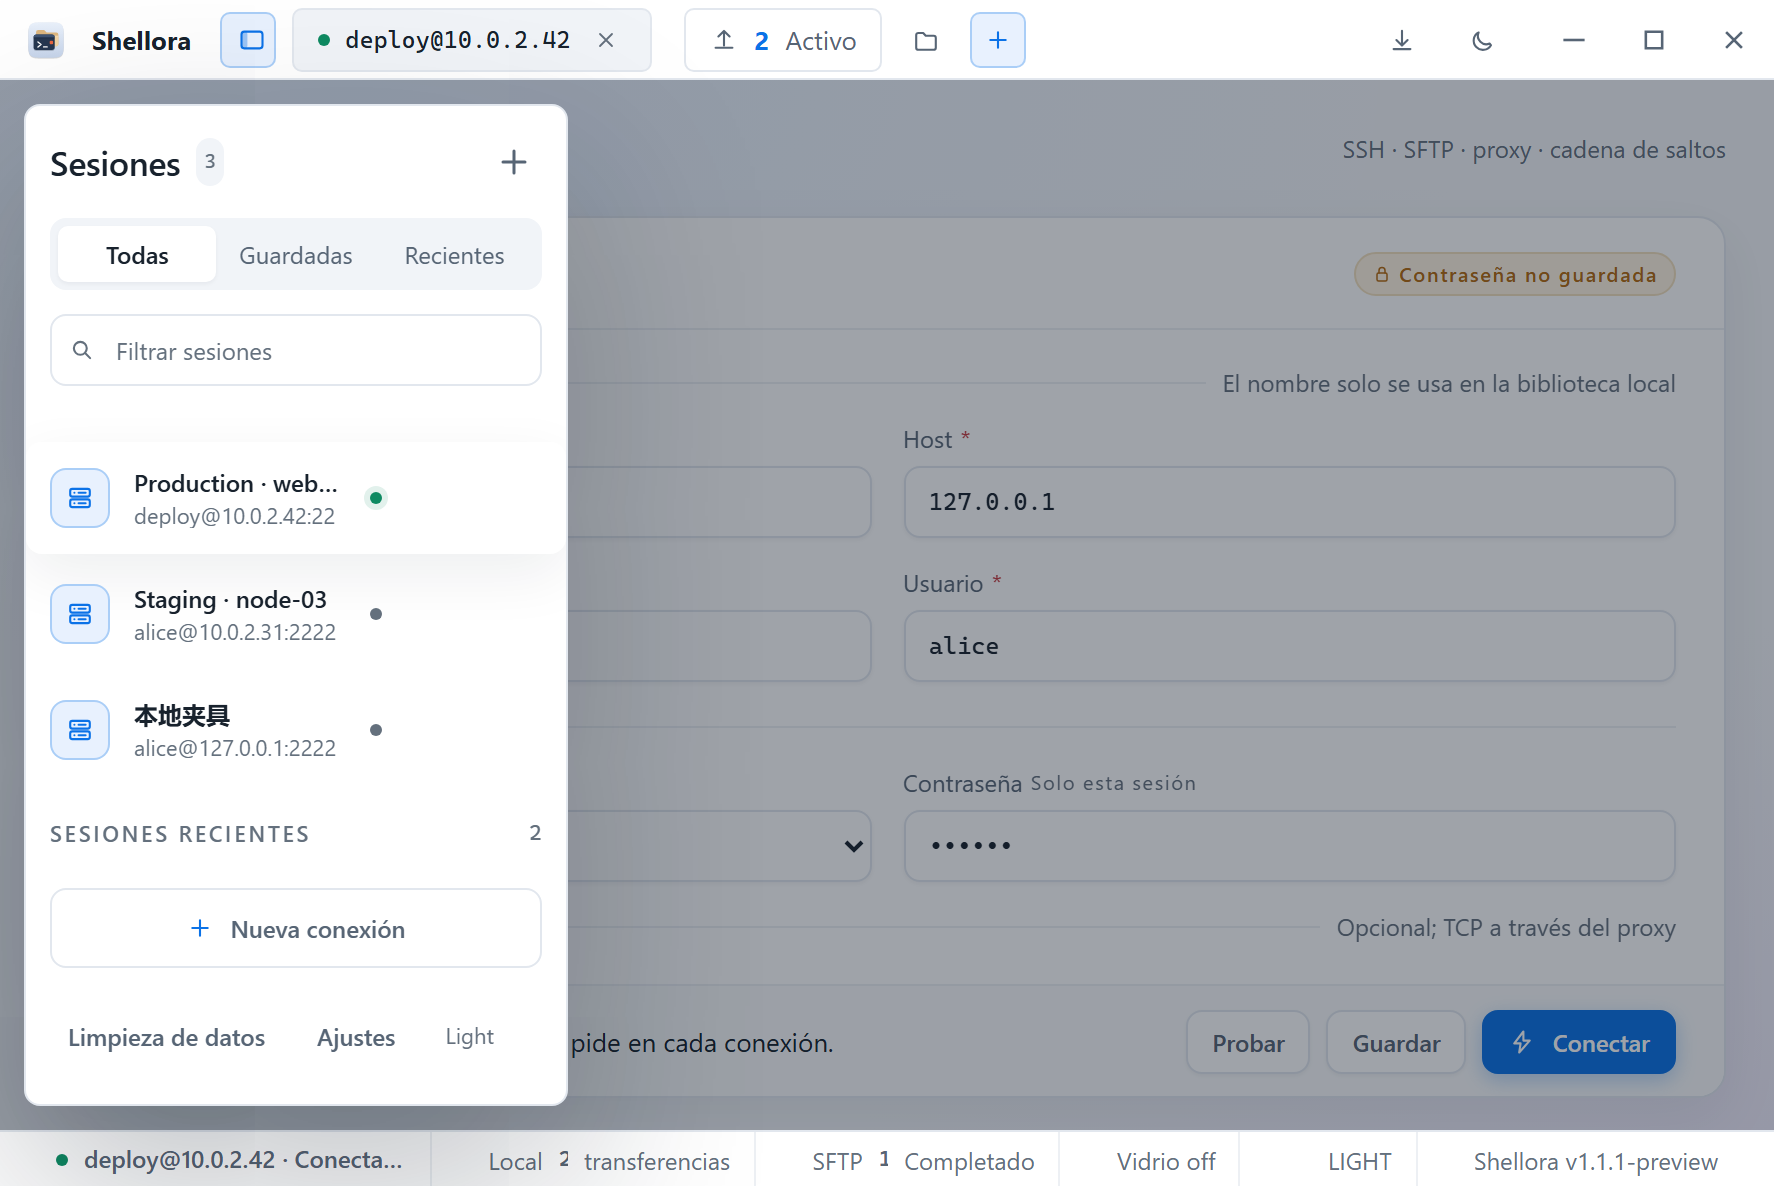 Shellora
deploy@10.0.2.42
2 Activo
SSH · SFTP · proxy · cadena de saltos
Sesiones 3
Todas Guardadas Recientes
Filtrar sesiones
Production · web...
deploy@10.0.2.42:22
Staging · node-03
alice@10.0.2.31:2222
本地夹具
alice@127.0.0.1:2222
SESIONES RECIENTES 2
+ Nueva conexión
Limpieza de datos Ajustes Light
Contraseña no guardada
El nombre solo se usa en la biblioteca local
Host *
127.0.0.1
Usuario *
alice
Contraseña Solo esta sesión
••••••
Opcional; TCP a través del proxy
pide en cada conexión.
Probar Guardar Conectar
deploy@10.0.2.42 · Conecta... Local 2 transferencias SFTP 1 Completado Vidrio off LIGHT Shellora v1.1.1-preview